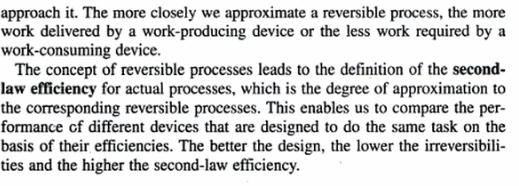 approach it. The more closely we approximate a reversible process, the more
work delivered by a work-producing device or the less work required by a
work-consuming device.
The concept of reversible processes leads to the definition of the second-
law efficiency for actual processes, which is the degree of approximation to
the corresponding reversible processes. This enables us to compare the per-
formance of different devices that are designed to do the same task on the
basis of their efficiencies. The better the design, the lower the irreversibili-
ties and the higher the second-law efficiency.